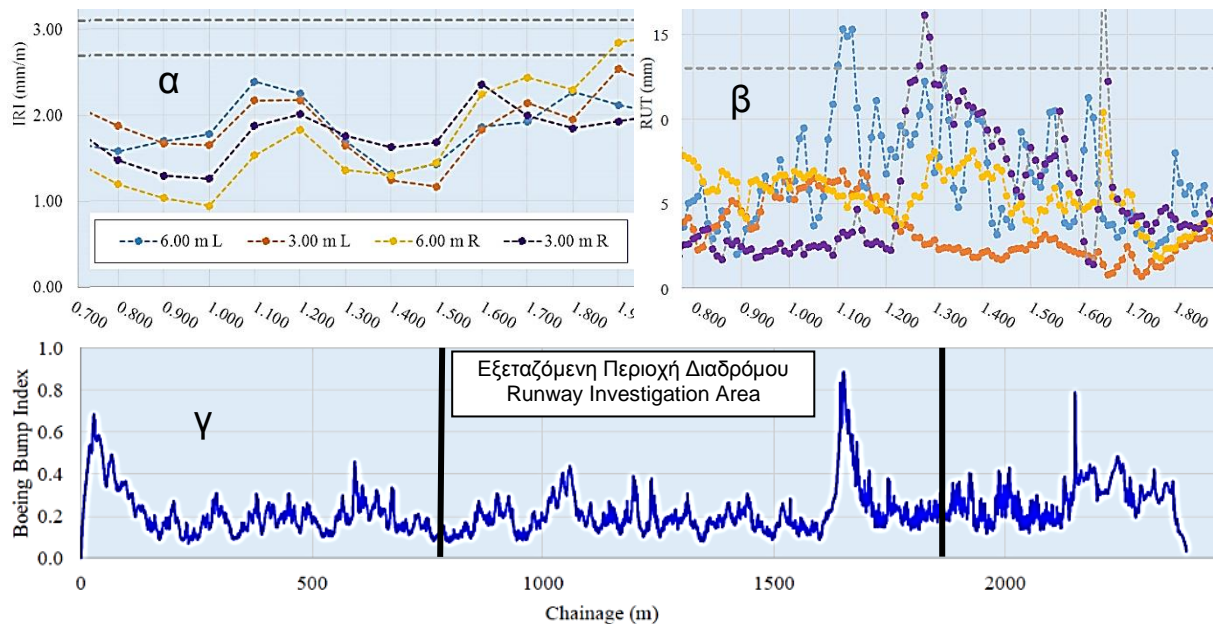 3.00
2.00
1.00
0.00
IRI (mm/m)
α
6.00 m L 3.00 m L 6.00 m R 3.00 m R
0.700 0.800 0.900 1.000 1.100 1.200 1.300 1.400 1.500 1.600 1.700 1.800 1.9
15
0
5
0
RUT (mm)
β
0.800 0.900 1.000 1.100 1.200 1.300 1.400 1.500 1.600 1.700 1.800
1.0
0.8
0.6
0.4
0.2
0.0
Boeing Bump Index
γ
Εξεταζόμενη Περιοχή Διαδρόμου
Runway Investigation Area
0 500 1000 1500 2000
Chainage (m)